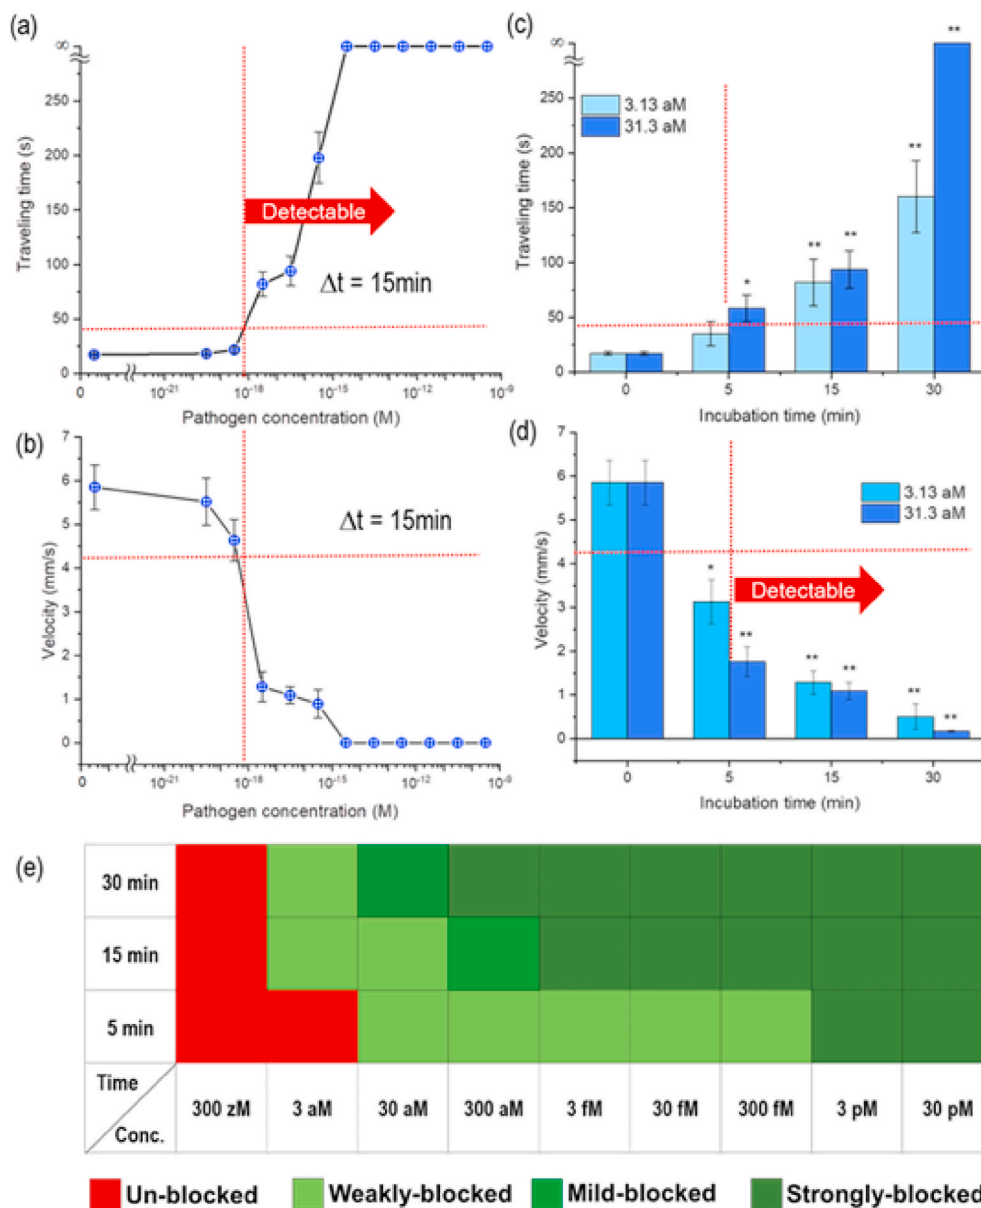 (a)
∞
250
200
150
100
50
0
Traveling time (s)
Detectable
Δt = 15min
0 10⁻²¹ 10⁻¹⁸ 10⁻¹⁵ 10⁻¹² 10⁻⁹
Pathogen concentration (M)
(c)
∞
250
200
150
100
50
0
Traveling time (s)
3.13 aM
31.3 aM
*
**
**
**
**
0 5 15 30
Incubation time (min)
(b)
7
6
5
4
3
2
1
0
Velocity (mm/s)
Δt = 15min
0 10⁻²¹ 10⁻¹⁸ 10⁻¹⁵ 10⁻¹² 10⁻⁹
Pathogen concentration (M)
(d)
7
6
5
4
3
2
1
0
Velocity (mm/s)
3.13 aM
31.3 aM
Detectable
*
**
**
**
**
**
0 5 15 30
Incubation time (min)
(e)
30 min
15 min
5 min
Time
Conc.
300 zM 3 aM 30 aM 300 aM 3 fM 30 fM 300 fM 3 pM 30 pM
Un-blocked Weakly-blocked Mild-blocked Strongly-blocked